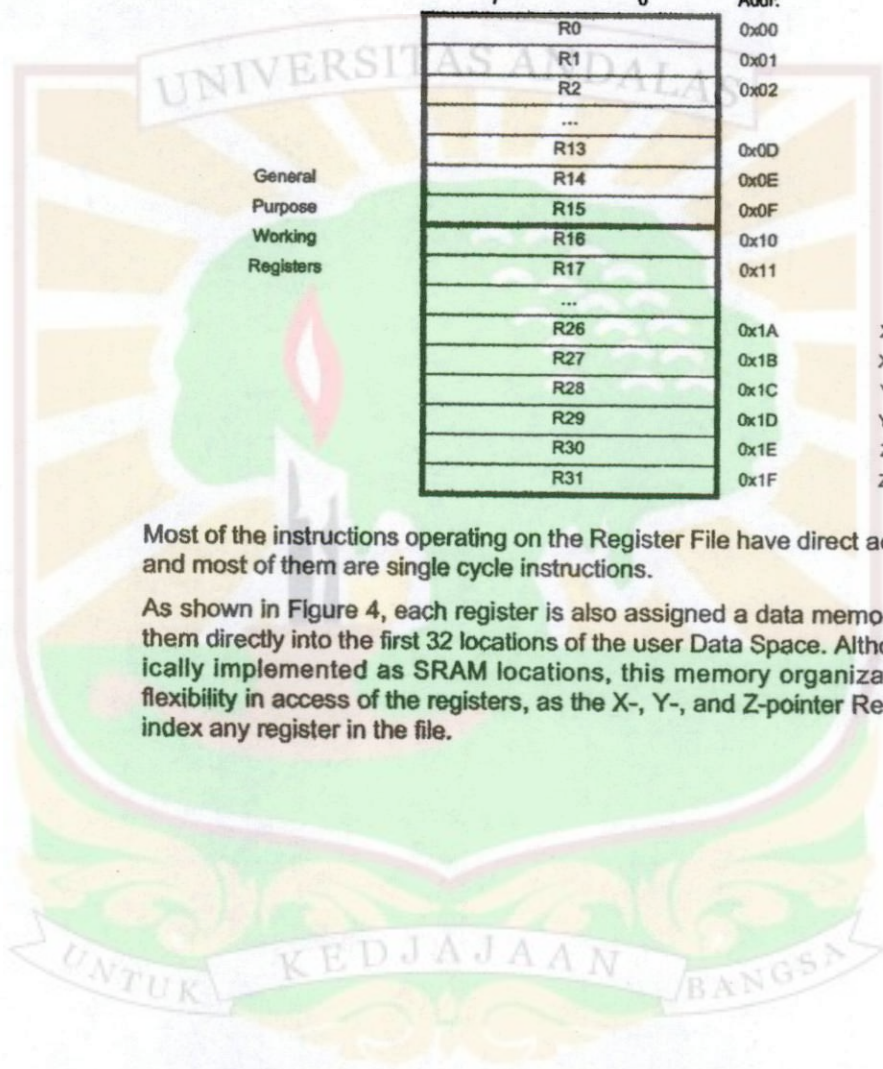 7 0 Addr.
R0 0x00
R1 0x01
R2 0x02
...
R13 0x0D
General R14 0x0E
Purpose R15 0x0F
Working R16 0x10
Registers R17 0x11
...
R26 0x1A X
R27 0x1B X
R28 0x1C Y
R29 0x1D Y
R30 0x1E Z
R31 0x1F Z
Most of the instructions operating on the Register File have direct
and most of them are single cycle instructions.
As shown in Figure 4, each register is also assigned a data
them directly into the first 32 locations of the user Data Space.
ically implemented as SRAM locations, this memory
flexibility in access of the registers, as the X-, Y-, and Z-pointer
index any register in the file.
UNIVERSITAS ANDALAS
UNTUK KEDJAJAAN BANGSA